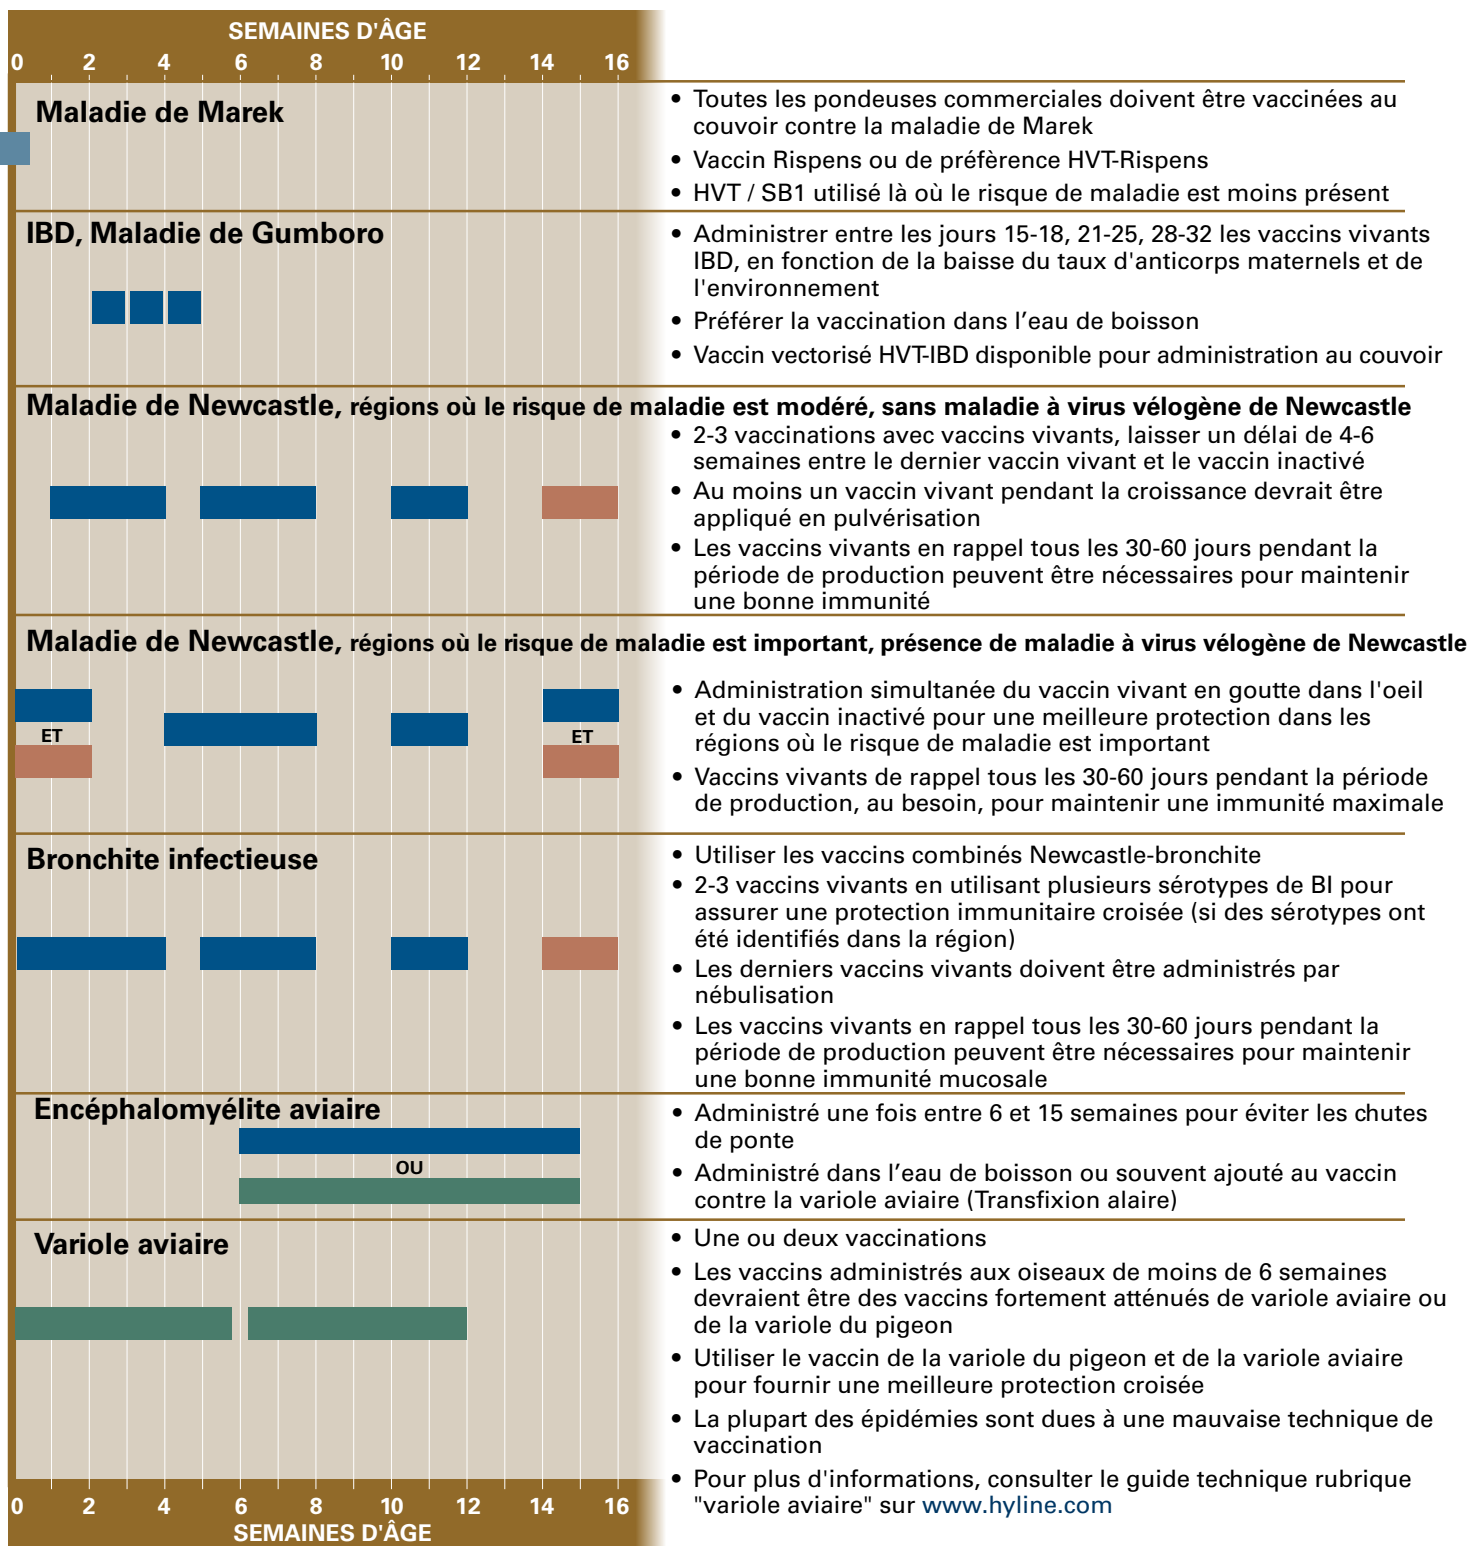 SEMAINES D'ÂGE
0 2 4 6 8 10 12 14 16
Maladie de Marek
• Toutes les pondeuses commerciales doivent être vaccinées au
couvoir contre la maladie de Marek
• Vaccin Rispens ou de préfèrence HVT-Rispens
• HVT / SB1 utilisé là où le risque de maladie est moins présent
IBD, Maladie de Gumboro
• Administrer entre les jours 15-18, 21-25, 28-32 les vaccins vivants
IBD, en fonction de la baisse du taux d'anticorps maternels et de
l'environnement
• Préférer la vaccination dans l’eau de boisson
• Vaccin vectorisé HVT-IBD disponible pour administration au couvoir
Maladie de Newcastle, régions où le risque de maladie est modéré, sans maladie à virus vélogène de Newcastle
• 2-3 vaccinations avec vaccins vivants, laisser un délai de 4-6
semaines entre le dernier vaccin vivant et le vaccin inactivé
• Au moins un vaccin vivant pendant la croissance devrait être
appliqué en pulvérisation
• Les vaccins vivants en rappel tous les 30-60 jours pendant la
période de production peuvent être nécessaires pour maintenir
une bonne immunité
Maladie de Newcastle, régions où le risque de maladie est important, présence de maladie à virus vélogène de Newcastle
ET
ET
• Administration simultanée du vaccin vivant en goutte dans l'oeil
et du vaccin inactivé pour une meilleure protection dans les
régions où le risque de maladie est important
• Vaccins vivants de rappel tous les 30-60 jours pendant la période
de production, au besoin, pour maintenir une immunité maximale
Bronchite infectieuse
• Utiliser les vaccins combinés Newcastle-bronchite
• 2-3 vaccins vivants en utilisant plusieurs sérotypes de BI pour
assurer une protection immunitaire croisée (si des sérotypes ont
été identifiés dans la région)
• Les derniers vaccins vivants doivent être administrés par
nébulisation
• Les vaccins vivants en rappel tous les 30-60 jours pendant la
période de production peuvent être nécessaires pour maintenir
une bonne immunité mucosale
Encéphalomyélite aviaire
OU
• Administré une fois entre 6 et 15 semaines pour éviter les chutes
de ponte
• Administré dans l’eau de boisson ou souvent ajouté au vaccin
contre la variole aviaire (Transfixion alaire)
Variole aviaire
• Une ou deux vaccinations
• Les vaccins administrés aux oiseaux de moins de 6 semaines
devraient être des vaccins fortement atténués de variole aviaire ou
de la variole du pigeon
• Utiliser le vaccin de la variole du pigeon et de la variole aviaire
pour fournir une meilleure protection croisée
• La plupart des épidémies sont dues à une mauvaise technique de
vaccination
• Pour plus d'informations, consulter le guide technique rubrique
"variole aviaire" sur www.hyline.com
0 2 4 6 8 10 12 14 16
SEMAINES D'ÂGE